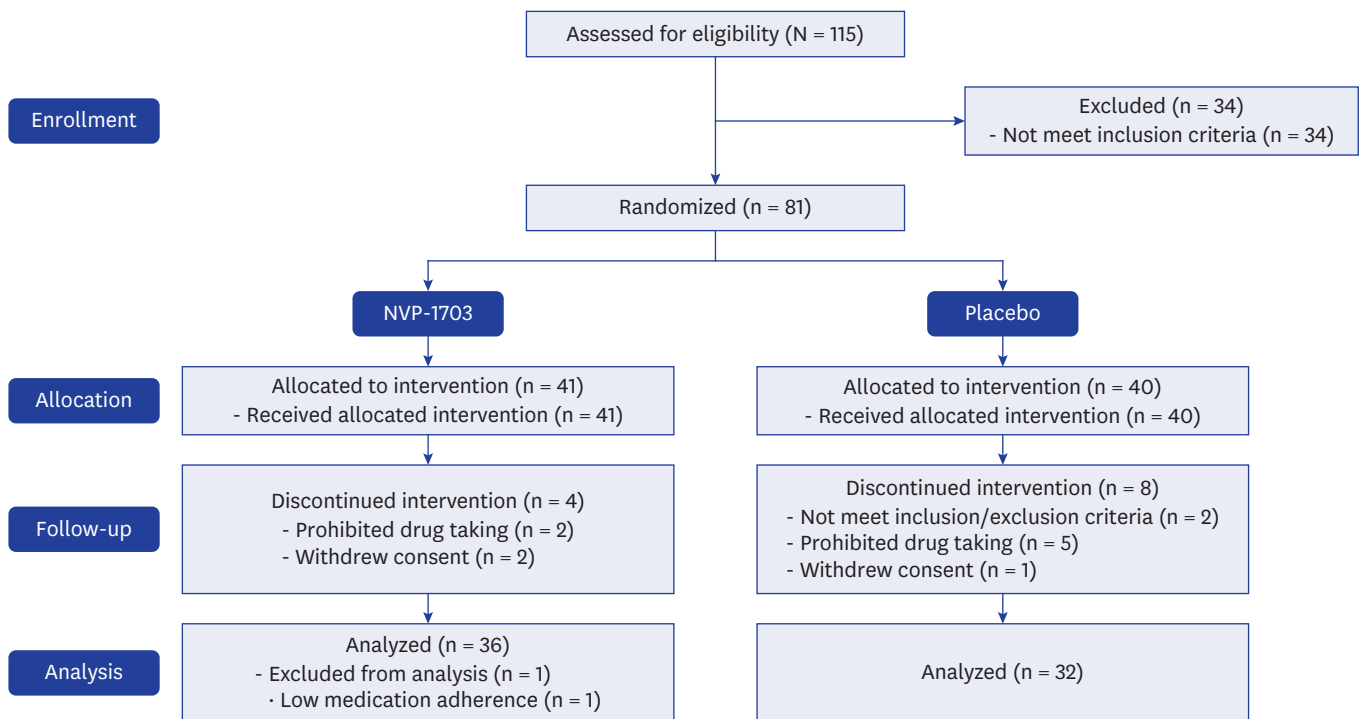 Assessed for eligibility (N = 115)
Enrollment
Excluded (n = 34)
- Not meet inclusion criteria (n = 34)
Randomized (n = 81)
NVP-1703
Placebo
Allocation
Allocated to intervention (n = 41)
- Received allocated intervention (n = 41)
Allocated to intervention (n = 40)
- Received allocated intervention (n = 40)
Follow-up
Discontinued intervention (n = 4)
- Prohibited drug taking (n = 2)
- Withdrew consent (n = 2)
Discontinued intervention (n = 8)
- Not meet inclusion/exclusion criteria (n = 2)
- Prohibited drug taking (n = 5)
- Withdrew consent (n = 1)
Analysis
Analyzed (n = 36)
- Excluded from analysis (n = 1)
· Low medication adherence (n = 1)
Analyzed (n = 32)